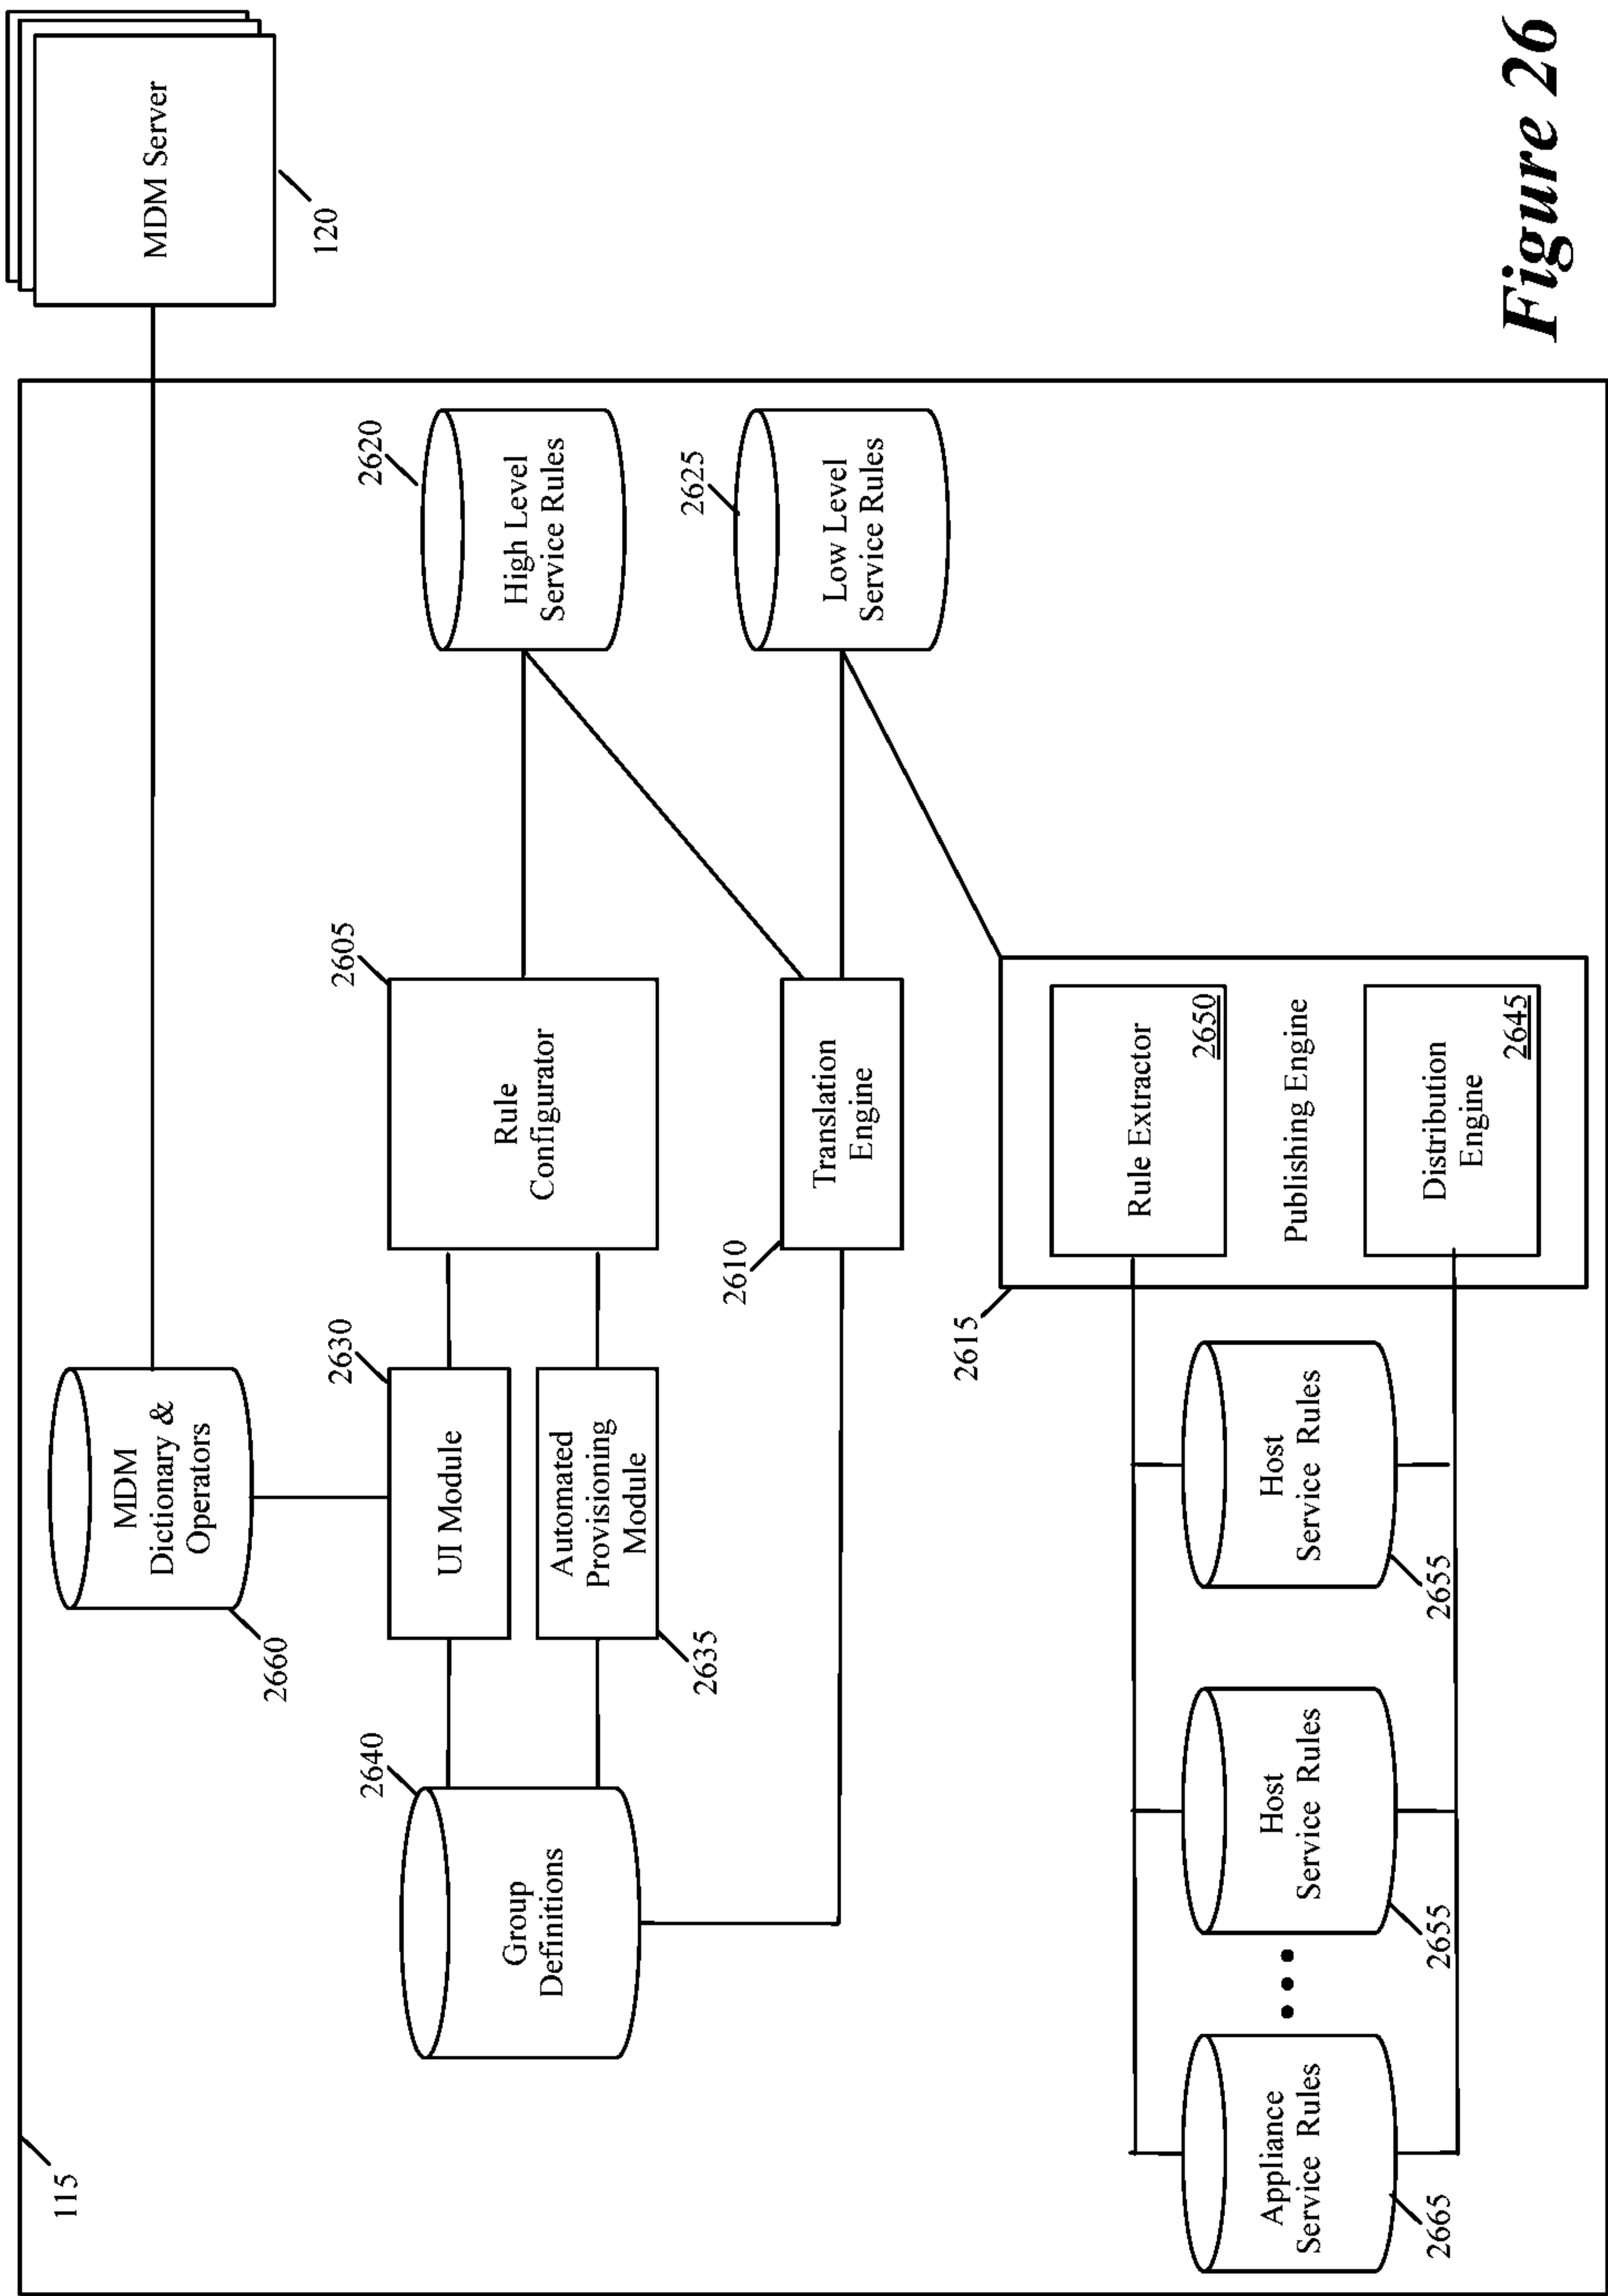 115
MDM Server
120
MDM
Dictionary &
Operators
2660
2640
Group
Definitions
2630
UI Module
Automated
Provisioning
Module
2635
2605
Rule
Configurator
2620
High Level
Service Rules
2610
Translation
Engine
2625
Low Level
Service Rules
2615
Rule Extractor
2650
Publishing Engine
Distribution
Engine
2645
Appliance
Service Rules
2665
Host
Service Rules
2655
Host
Service Rules
2655
Figure 26